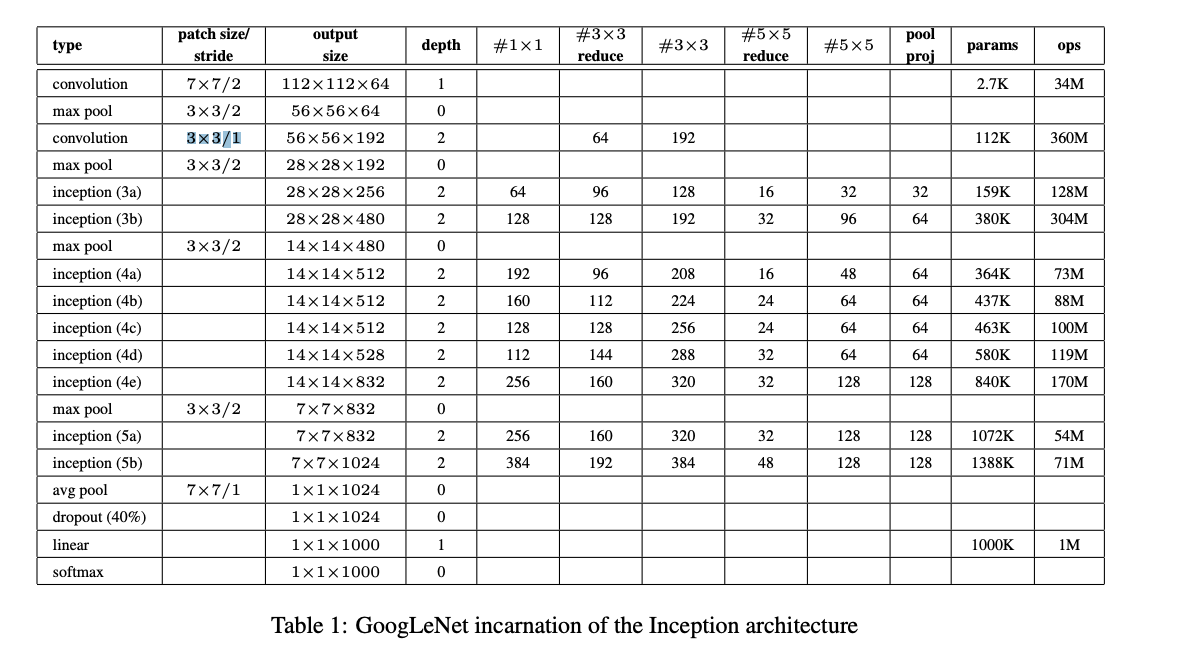 type patch size/ stride output size depth #1×1 #3×3 reduce #3×3 #5×5 reduce #5×5 pool proj params ops
convolution 7×7/2 112×112×64 1 2.7K 34M
max pool 3×3/2 56×56×64 0
convolution 3×3/1 56×56×192 2 64 192 112K 360M
max pool 3×3/2 28×28×192 0
inception (3a) 28×28×256 2 64 96 128 16 32 32 159K 128M
inception (3b) 28×28×480 2 128 128 192 32 96 64 380K 304M
max pool 3×3/2 14×14×480 0
inception (4a) 14×14×512 2 192 96 208 16 48 64 364K 73M
inception (4b) 14×14×512 2 160 112 224 24 64 64 437K 88M
inception (4c) 14×14×512 2 128 128 256 24 64 64 463K 100M
inception (4d) 14×14×528 2 112 144 288 32 64 64 580K 119M
inception (4e) 14×14×832 2 256 160 320 32 128 128 840K 170M
max pool 3×3/2 7×7×832 0
inception (5a) 7×7×832 2 256 160 320 32 128 128 1072K 54M
inception (5b) 7×7×1024 2 384 192 384 48 128 128 1388K 71M
avg pool 7×7/1 1×1×1024 0
dropout (40%) 1×1×1024 0
linear 1×1×1000 1 1000K 1M
softmax 1×1×1000 0
Table 1: GoogLeNet incarnation of the Inception architecture